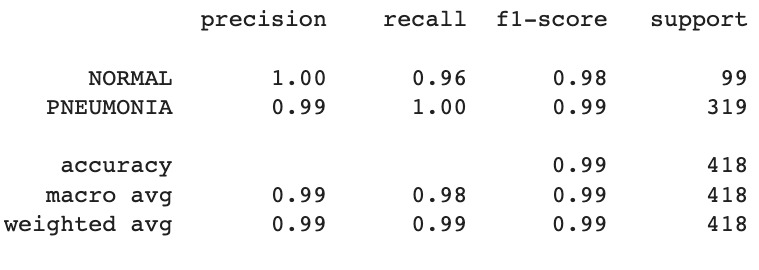 precision recall f1-score support
NORMAL 1.00 0.96 0.98 99
PNEUMONIA 0.99 1.00 0.99 319
accuracy 0.99 418
macro avg 0.99 0.98 0.99 418
weighted avg 0.99 0.99 0.99 418